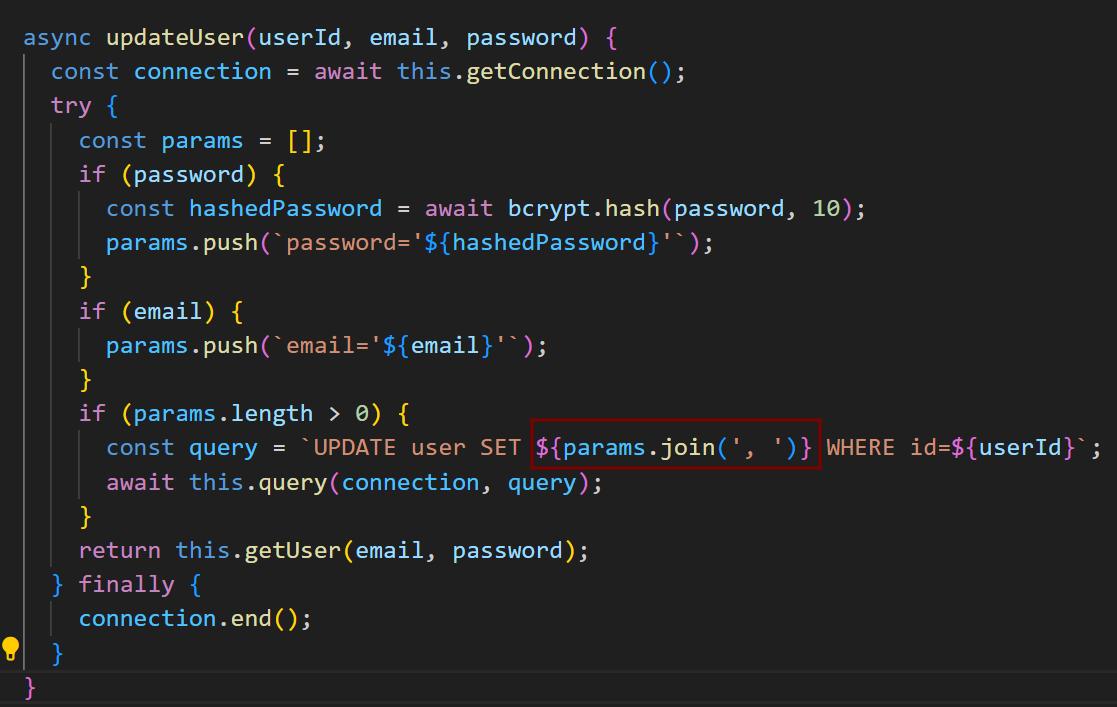 async updateUser(userId, email, password) {
  const connection = await this.getConnection();
  try {
    const params = [];
    if (password) {
      const hashedPassword = await bcrypt.hash(password, 10);
      params.push(`password='${hashedPassword}'`);
    }
    if (email) {
      params.push(`email='${email}'`);
    }
    if (params.length > 0) {
      const query = `UPDATE user SET ${params.join(', ')} WHERE id=${userId}`;
      await this.query(connection, query);
    }
    return this.getUser(email, password);
  } finally {
    connection.end();
  }
}